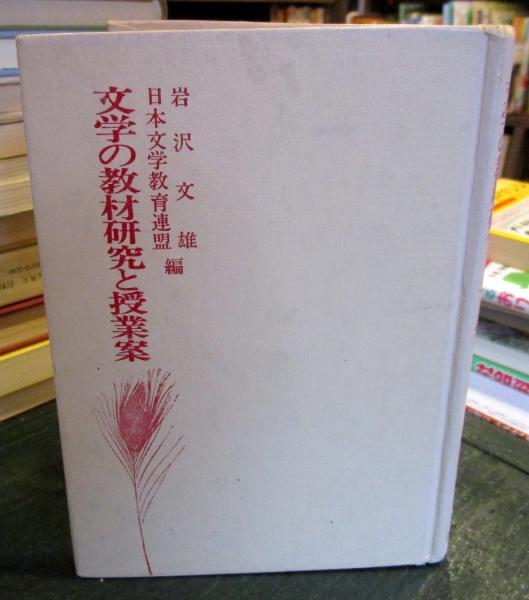 岩沢文雄
日本文学教育連盟 編
文学の教材研究と授業案